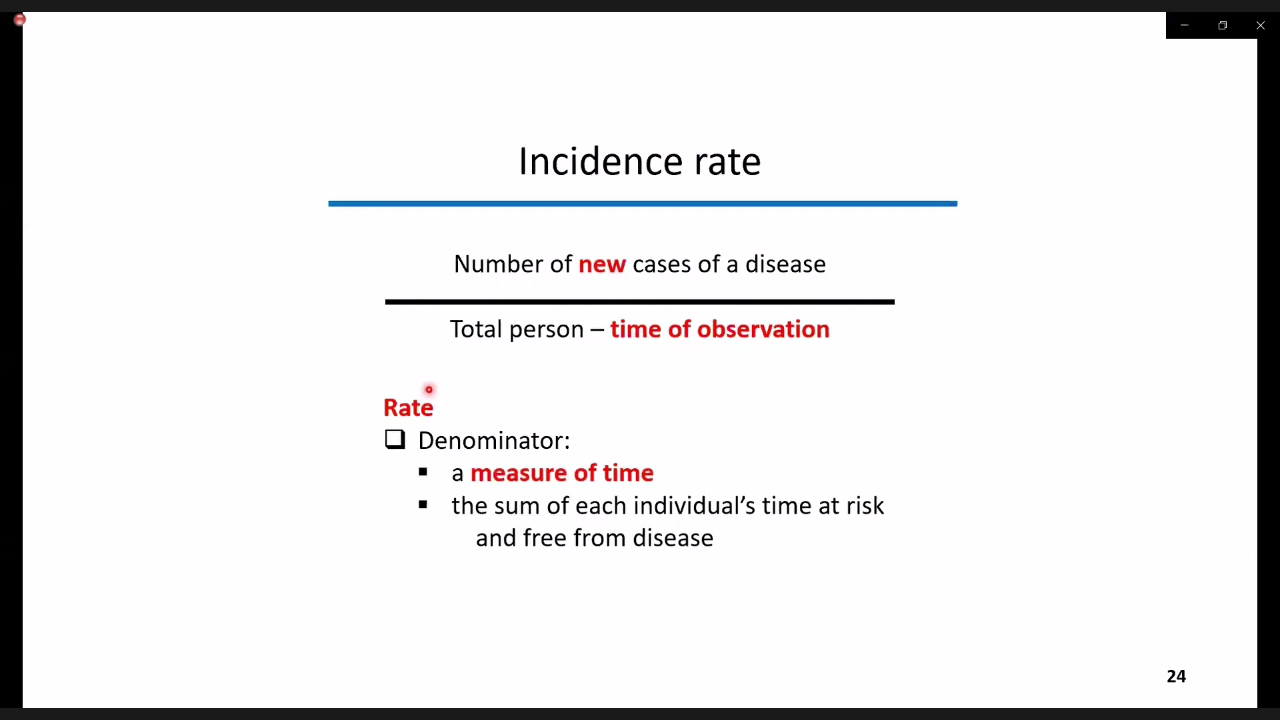 Incidence rate
Number of new cases of a disease
Total person – time of observation
Rate
❑ Denominator:
▪ a measure of time
▪ the sum of each individual’s time at risk
and free from disease
24